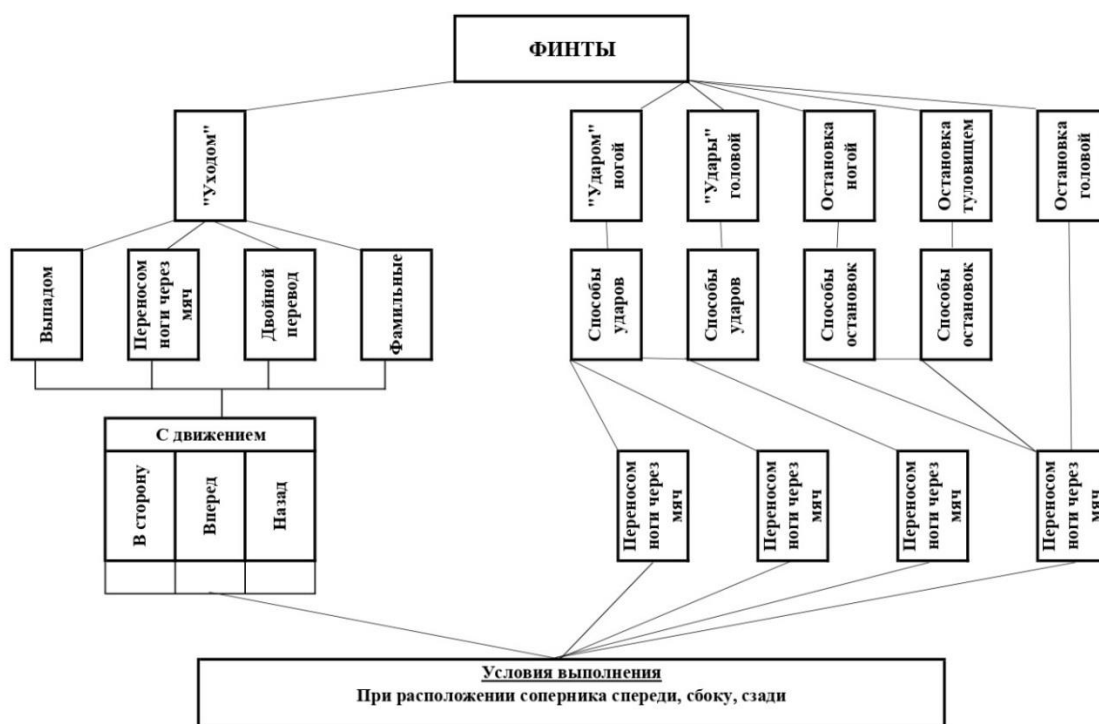 ФИНТЫ
"Уходом"
"Ударом"
ногой
"Удары"
головой
Остановка
ногой
Остановка
туловищем
Остановка
головой
Выпадом
Переносом
ноги через
мяч
Двойной
перевод
Фамильные
Способы
ударов
Способы
ударов
Способы
остановок
Способы
остановок
С движением
В сторону
Вперед
Назад
Переносом
ноги через
мяч
Переносом
ноги через
мяч
Переносом
ноги через
мяч
Переносом
ноги через
мяч
Условия выполнения
При расположении соперника спереди, сбоку, сзади